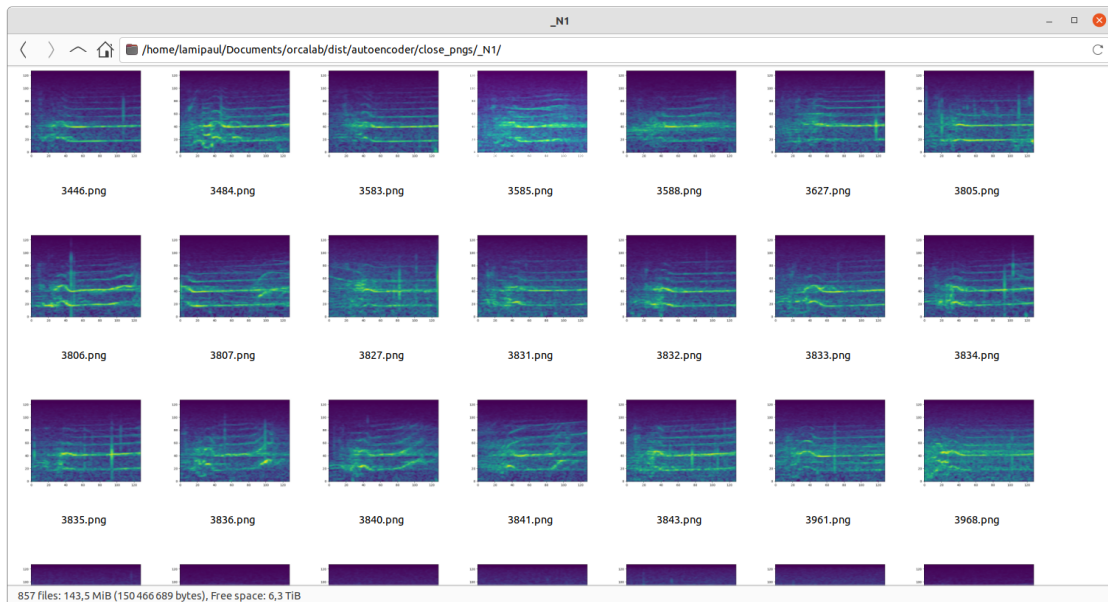 _N1
/home/lamipaul/Documents/orcalab/dist/autoencoder/close_pngs/_N1/
3446.png 3484.png 3583.png 3585.png 3588.png 3627.png 3805.png
3806.png 3807.png 3827.png 3831.png 3832.png 3833.png 3834.png
3835.png 3836.png 3840.png 3841.png 3843.png 3961.png 3968.png
857 files: 143,5 MiB (150 466 689 bytes), Free space: 6,3 TiB